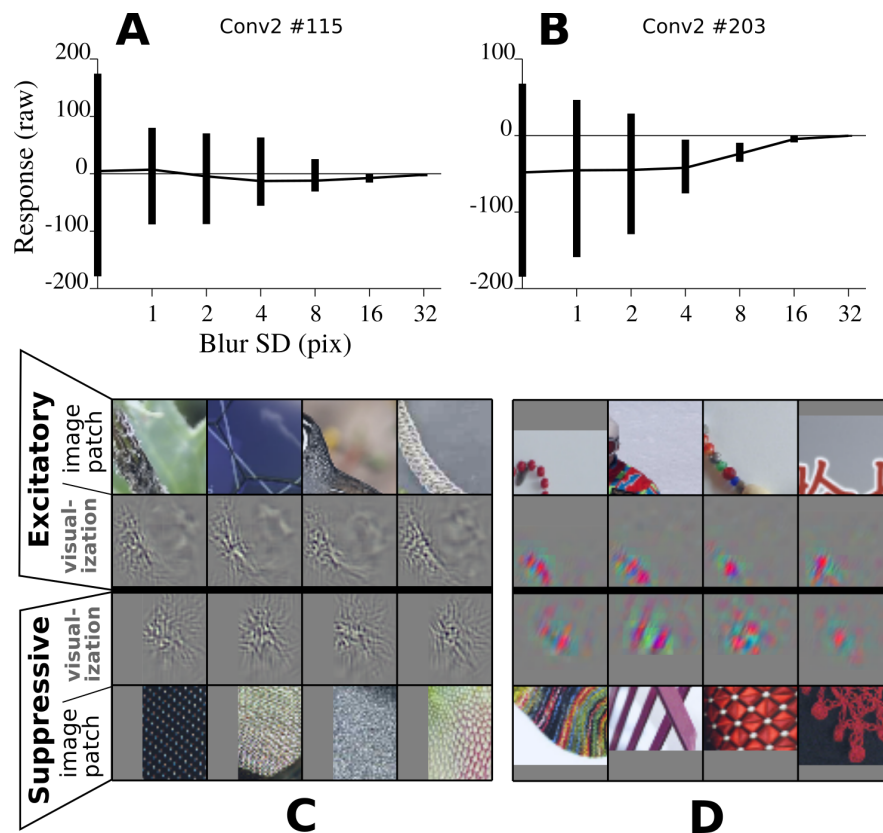 A
Conv2 #115
B
Conv2 #203
Response (raw)
200
100
0
-100
-200
1
2
4
8
16
32
Blur SD (pix)
100
0
-100
-200
1
2
4
8
16
32
Excitatory
image
patch
visual-
ization
Suppressive
visual-
ization
image
patch
C
D